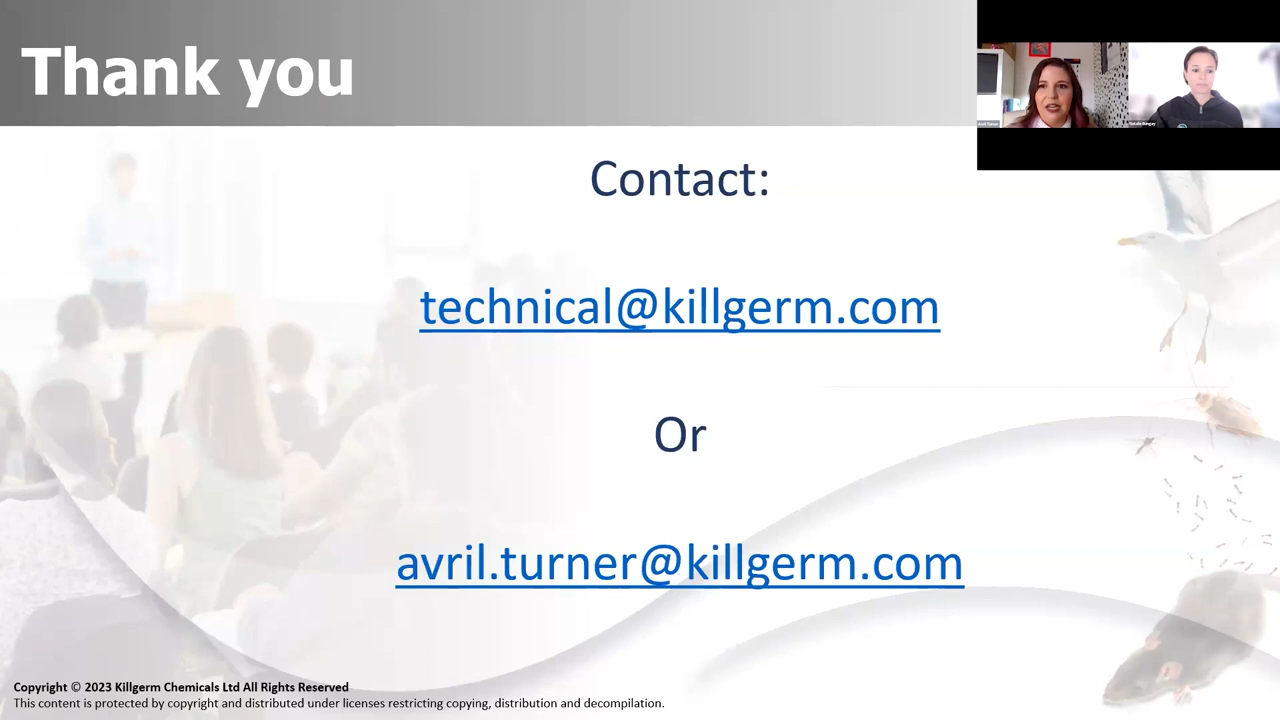 Thank you
Contact:
technical@killgerm.com
Or
avril.turner@killgerm.com
Copyright © 2023 Killgerm Chemicals Ltd All Rights Reserved
This content is protected by copyright and distributed under licenses restricting copying, distribution and decompilation.